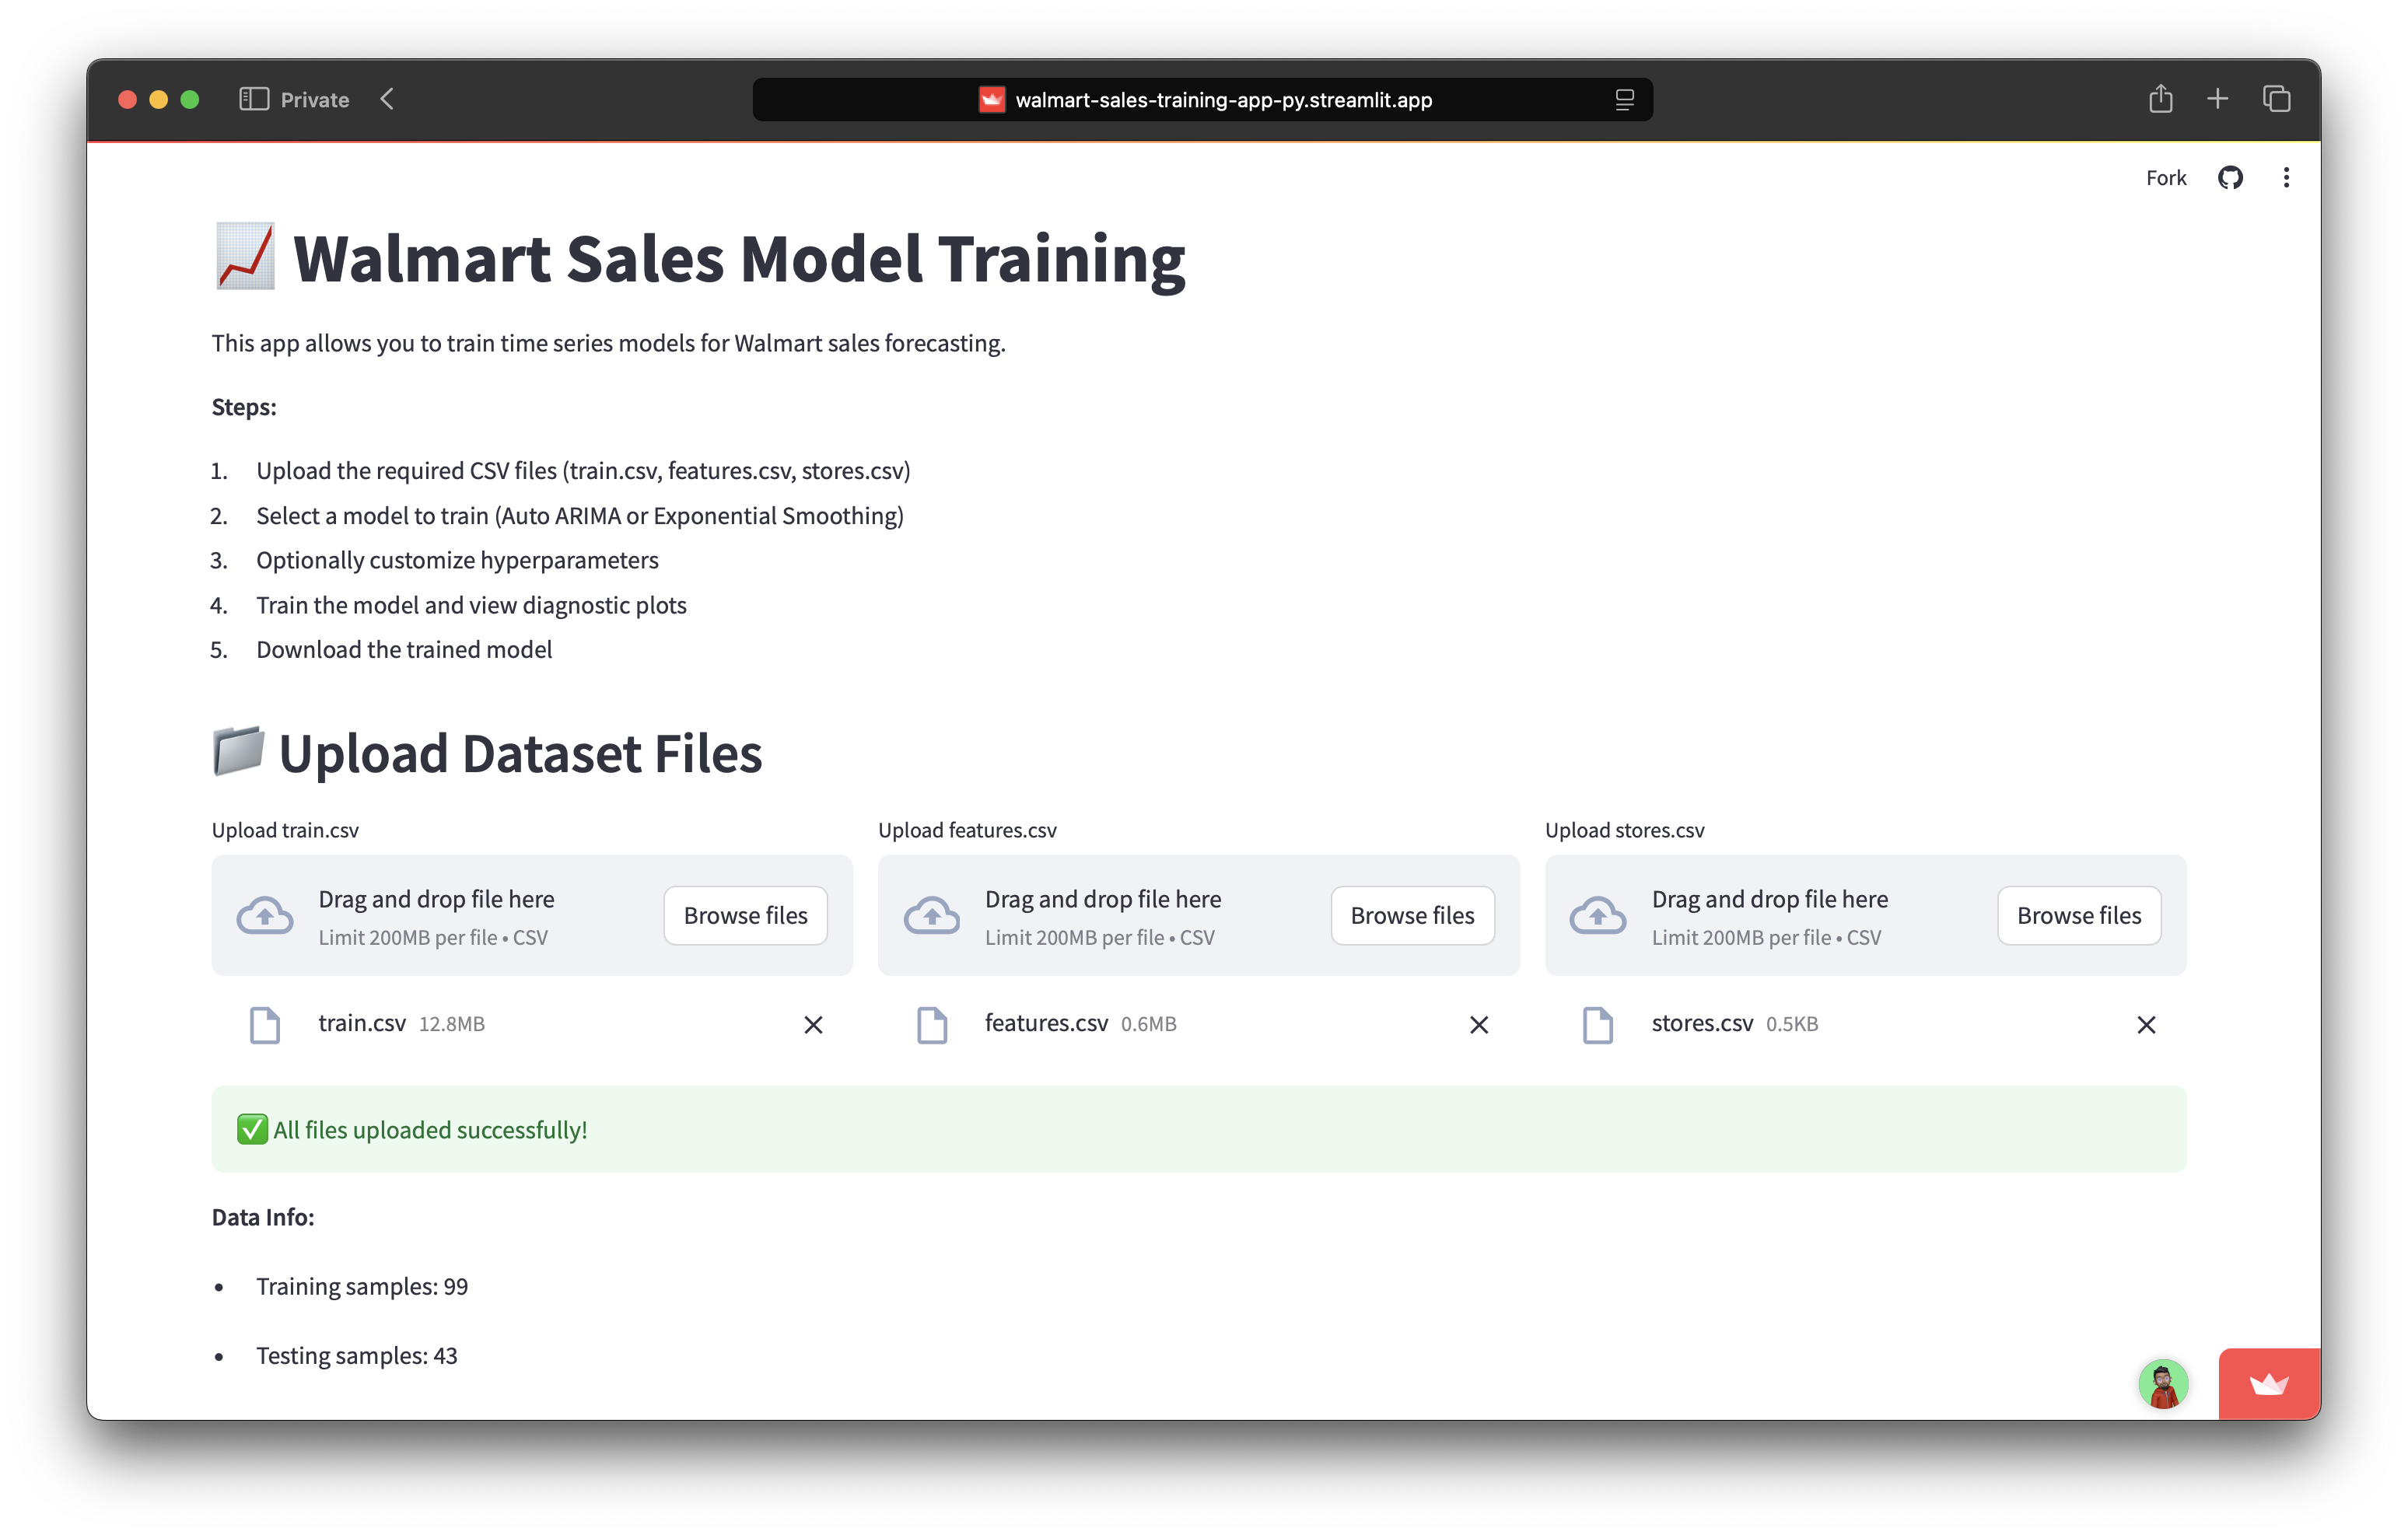 Private
walmart-sales-training-app-py.streamlit.app
Fork
Walmart Sales Model Training
This app allows you to train time series models for Walmart sales forecasting.
Steps:
1. Upload the required CSV files (train.csv, features.csv, stores.csv)
2. Select a model to train (Auto ARIMA or Exponential Smoothing)
3. Optionally customize hyperparameters
4. Train the model and view diagnostic plots
5. Download the trained model
Upload Dataset Files
Upload train.csv
Drag and drop file here
Limit 200MB per file • CSV
Browse files
train.csv 12.8MB
Upload features.csv
Drag and drop file here
Limit 200MB per file • CSV
Browse files
features.csv 0.6MB
Upload stores.csv
Drag and drop file here
Limit 200MB per file • CSV
Browse files
stores.csv 0.5KB
✅ All files uploaded successfully!
Data Info:
• Training samples: 99
• Testing samples: 43